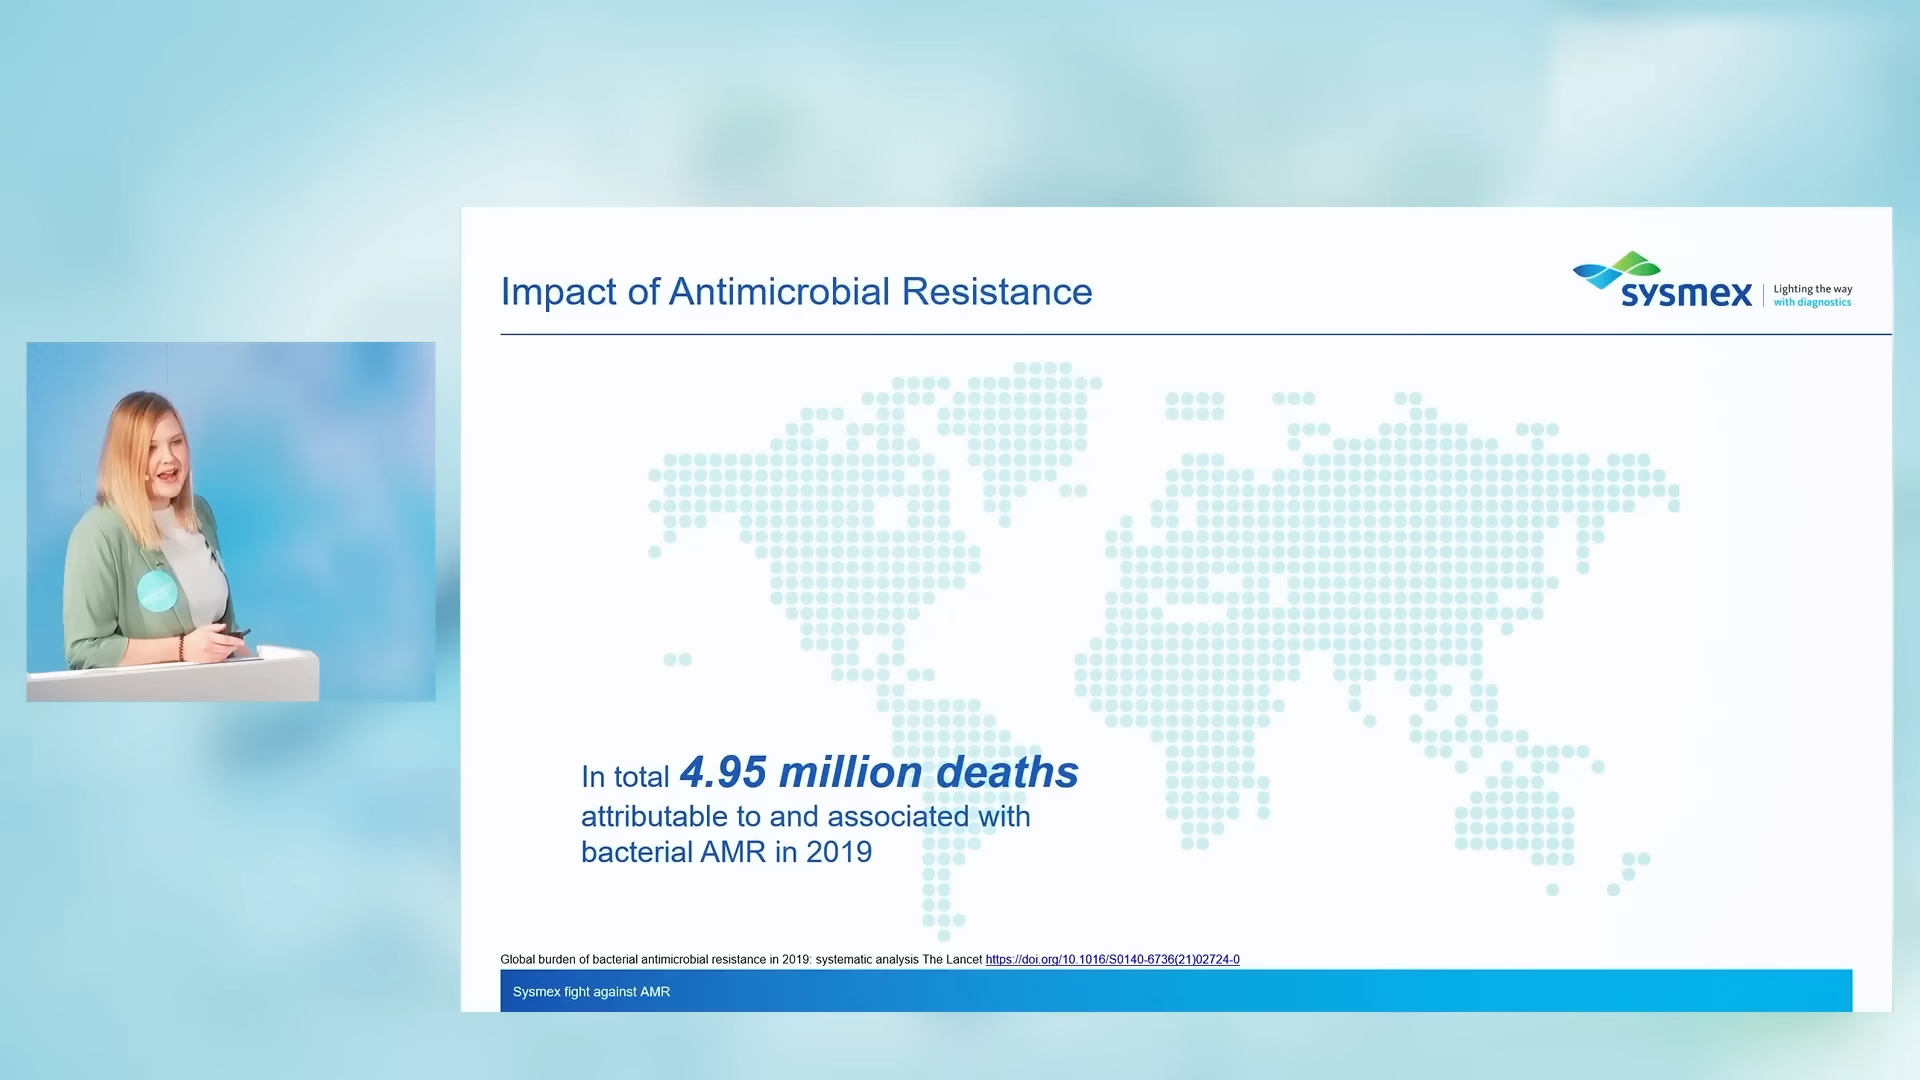 Impact of Antimicrobial Resistance
sysmex
Lighting the way
with diagnostics
In total 4.95 million deaths
attributable to and associated with
bacterial AMR in 2019
Global burden of bacterial antimicrobial resistance in 2019: systematic analysis The Lancet https://doi.org/10.1016/S0140-6736(21)02724-0
Sysmex fight against AMR